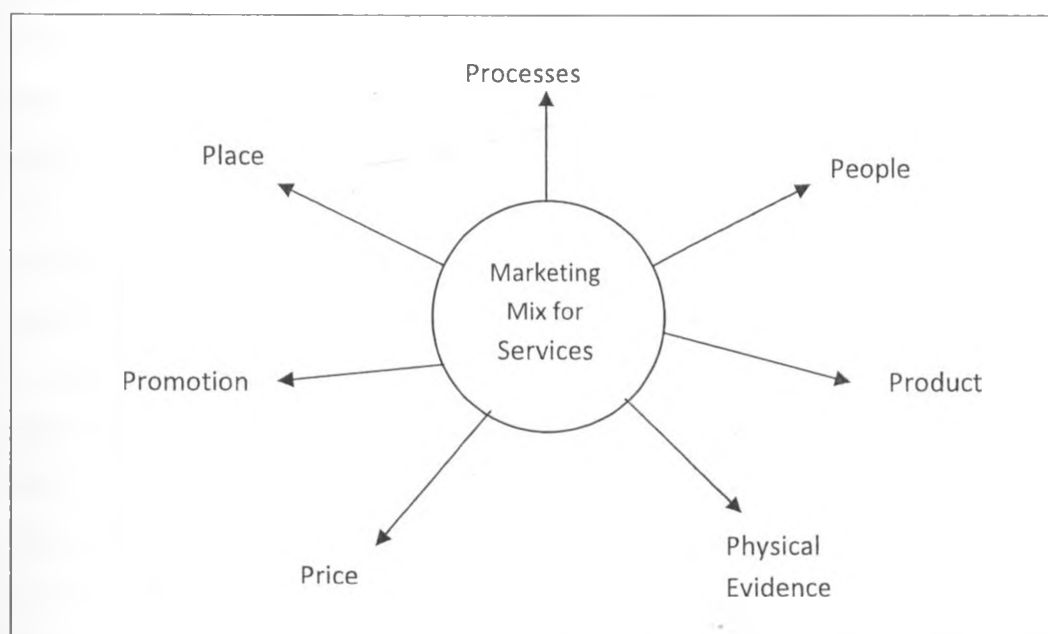 Processes
Place
People
Marketing
Mix for
Services
Promotion
Product
Price
Physical
Evidence